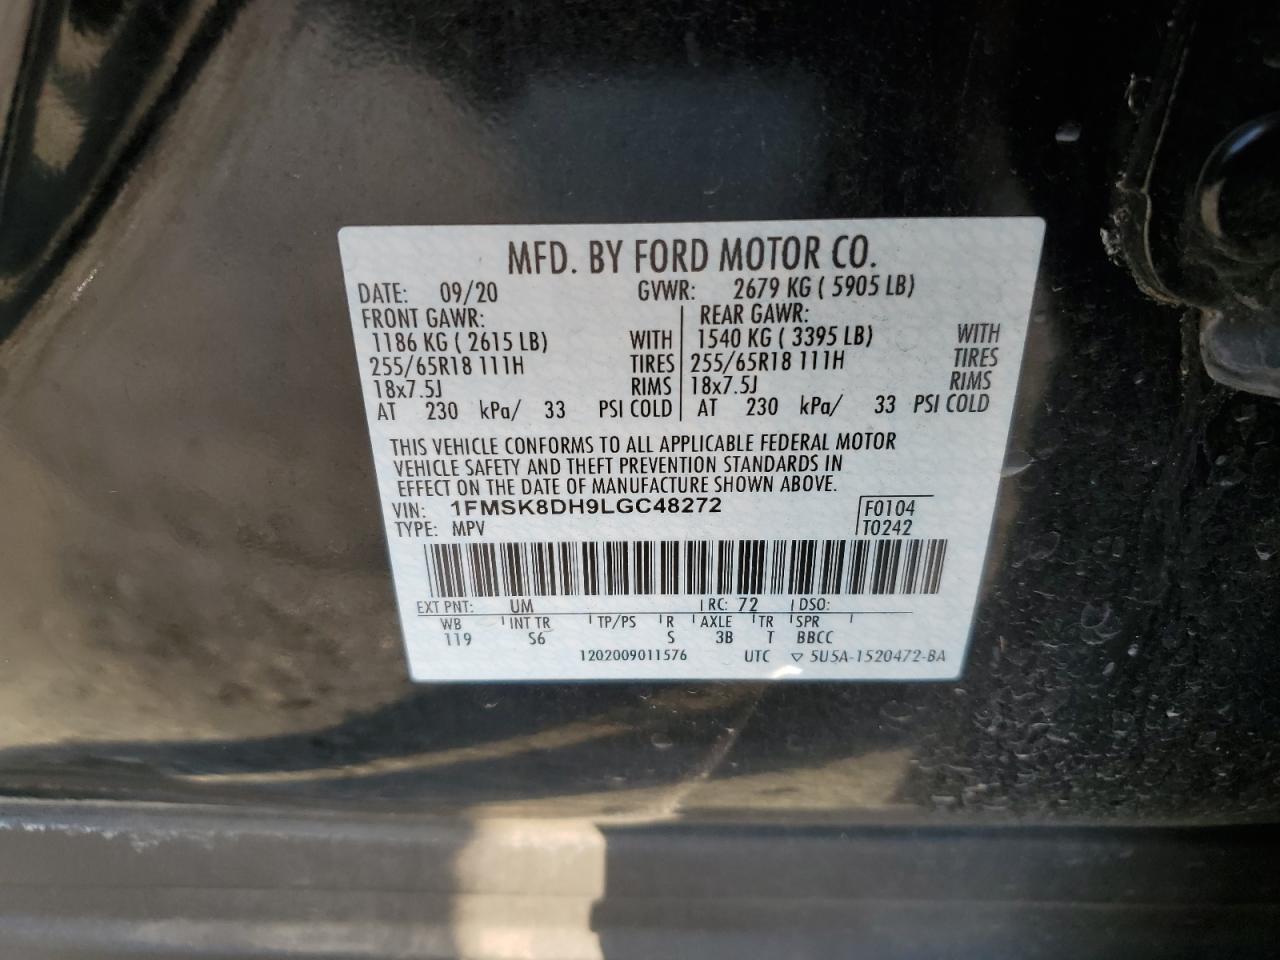 MFD. BY FORD MOTOR CO.
DATE: 09/20 GVWR: 2679 KG ( 5905 LB)
FRONT GAWR: REAR GAWR:
1186 KG ( 2615 LB) WITH 1540 KG ( 3395 LB) WITH
255/65R18 111H TIRES 255/65R18 111H TIRES
18x7.5J RIMS 18x7.5J RIMS
AT 230 kPa/ 33 PSI COLD AT 230 kPa/ 33 PSI COLD
THIS VEHICLE CONFORMS TO ALL APPLICABLE FEDERAL MOTOR
VEHICLE SAFETY AND THEFT PREVENTION STANDARDS IN
EFFECT ON THE DATE OF MANUFACTURE SHOWN ABOVE.
VIN: 1FMSK8DH9LGC48272 F0104
TYPE: MPV T0242
EXT PNT: UM RC: 72 DSO:
WB INT TR TP/PS R AXLE TR SPR
119 S6 S 3B T BBCC
1202009011576 UTC ▽ 5U5A-1520472-BA